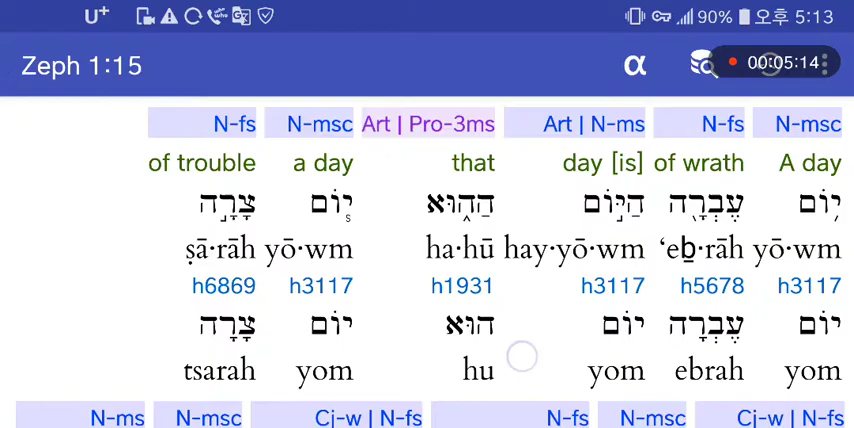 U+ 90% 오후 5:13
Zeph 1:15 α 00:05:14
N-fs N-msc Art | Pro-3ms Art | N-ms N-fs N-msc
of trouble a day that day [is] of wrath A day
י֥וֹם עֶבְרָ֖ה הַיּ֣וֹם הַה֑וּא י֧וֹם צָרָ֣ה
ṣā·rāh yō·wm ha·hū hay·yō·wm ‘eḇ·rāh yō·wm
h6869 h3117 h1931 h3117 h5678 h3117
יוֹם עֶבְרָה יוֹם הוּא יוֹם צָרָה
tsarah yom hu yom ebrah yom
N-ms N-msc Cj-w | N-fs N-fs N-msc Cj-w | N-fs